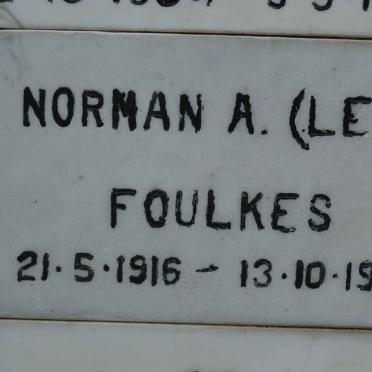 NORMAN A. (LE
FOULKES
21·5·1916 - 13·10·19